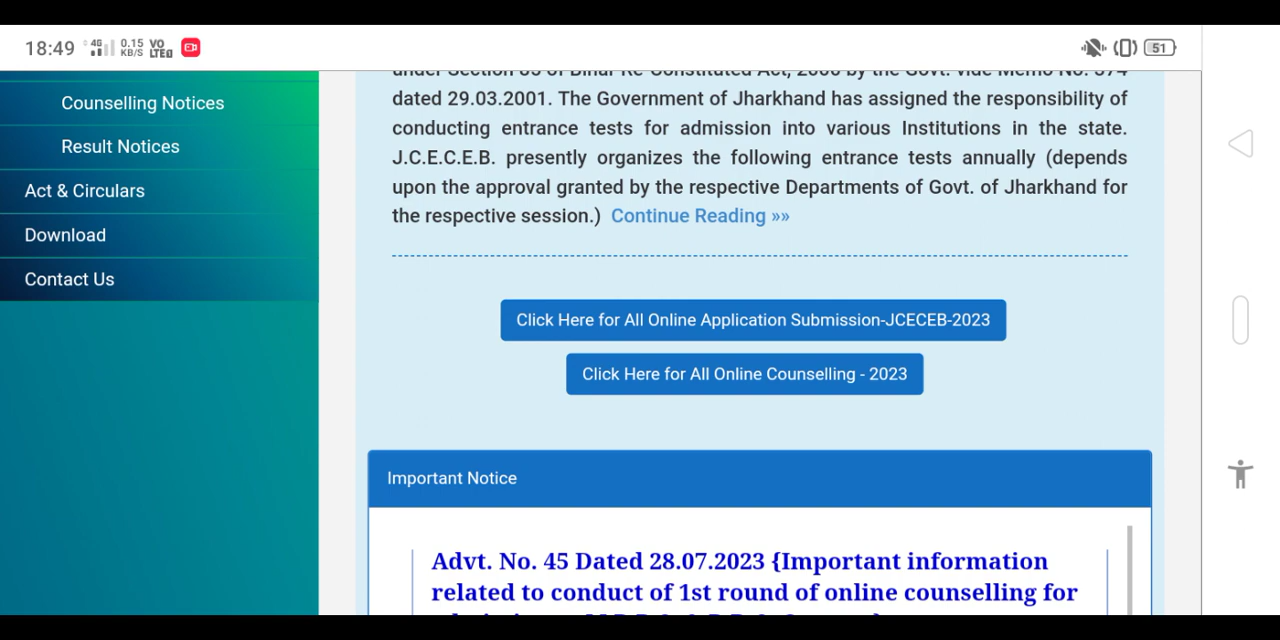 18:49 4G 0.15 KB/S VO LTE 51
Counselling Notices
Result Notices
Act & Circulars
Download
Contact Us
dated 29.03.2001. The Government of Jharkhand has assigned the responsibility of
conducting entrance tests for admission into various Institutions in the state.
J.C.E.C.E.B. presently organizes the following entrance tests annually (depends
upon the approval granted by the respective Departments of Govt. of Jharkhand for
the respective session.) Continue Reading »»
Click Here for All Online Application Submission-JCECEB-2023
Click Here for All Online Counselling - 2023
Important Notice
Advt. No. 45 Dated 28.07.2023 {Important information
related to conduct of 1st round of online counselling for